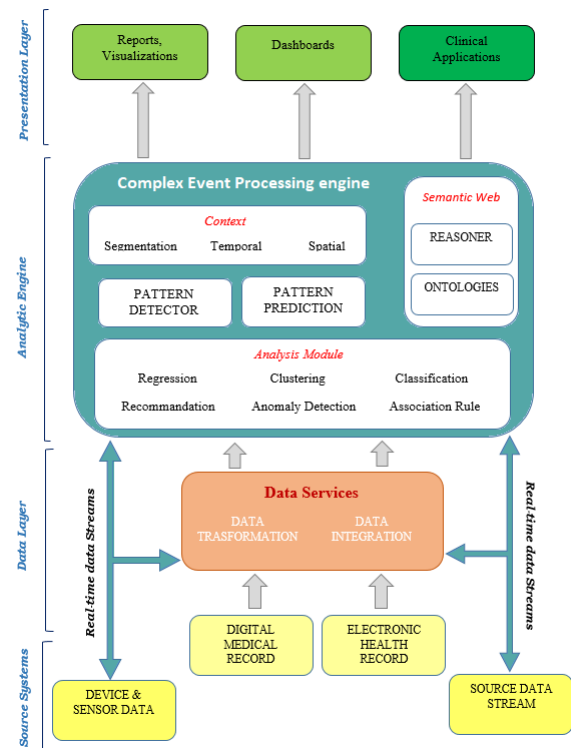 Presentation Layer
Reports,
Visualizations
Dashboards
Clinical
Applications
Analytic Engine
Complex Event Processing engine
Context
Segmentation Temporal Spatial
Semantic Web
REASONER
ONTOLOGIES
PATTERN
DETECTOR
PATTERN
PREDICTION
Analysis Module
Regression Clustering Classification
Recommandation Anomaly Detection Association Rule
Data Layer
Real-time data Streams
Data Services
DATA
TRASFORMATION
DATA
INTEGRATION
Real-time data Streams
Source Systems
DIGITAL
MEDICAL
RECORD
ELECTRONIC
HEALTH
RECORD
DEVICE &
SENSOR DATA
SOURCE DATA
STREAM